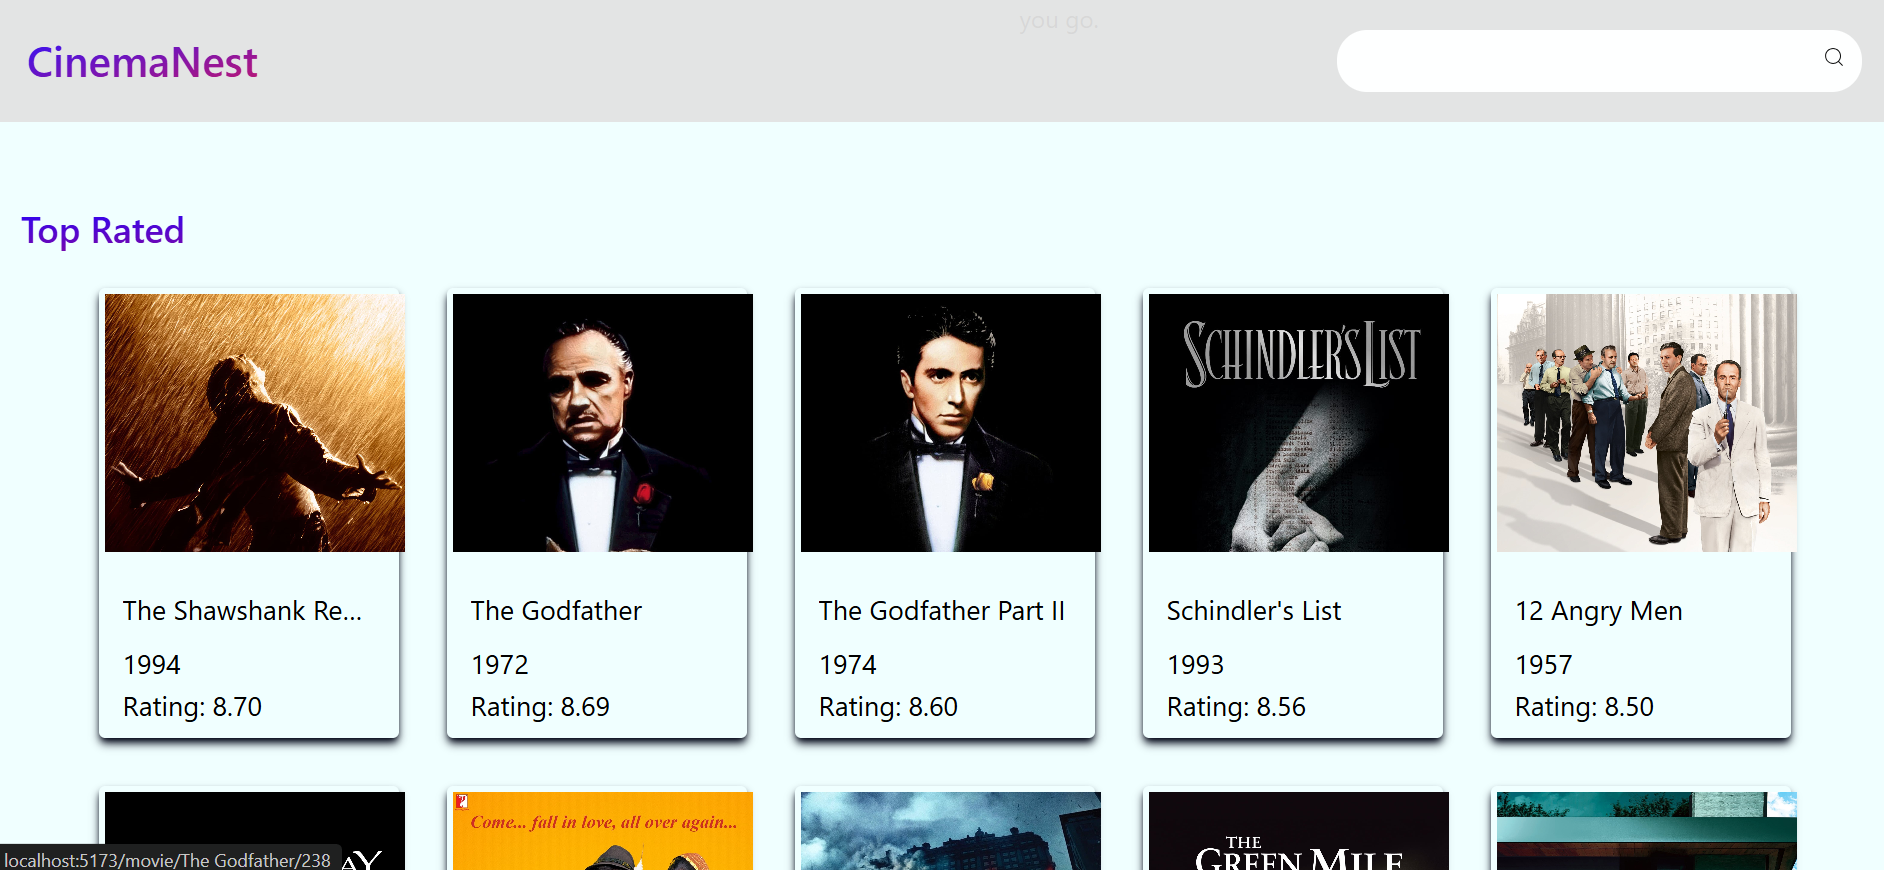 you go.
CinemaNest
Top Rated
SCHINDLER'S LIST
The Shawshank Re...
The Godfather
The Godfather Part II
Schindler's List
12 Angry Men
1994
1972
1974
1993
1957
Rating: 8.70
Rating: 8.69
Rating: 8.60
Rating: 8.56
Rating: 8.50
Come... fall in love, all over again...
THE
GREEN MILE
localhost:5173/movie/The Godfather/238